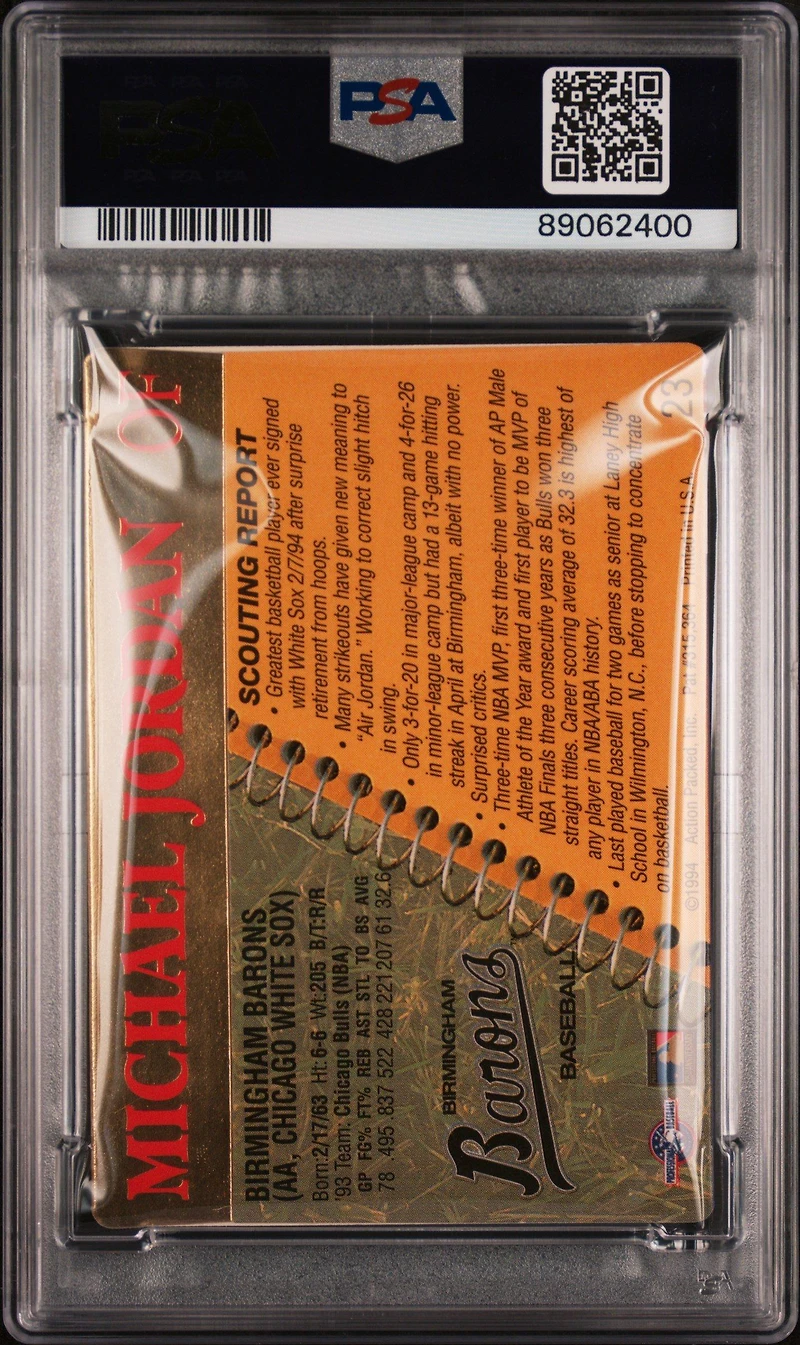 PSA
89062400
MICHAEL JORDAN OF
BIRMINGHAM BARONS
(AA, CHICAGO WHITE SOX)
Born:2/17/63 Ht:6-6 Wt:205 B/T:R/R
'93 Team: Chicago Bulls (NBA)
GP FG% FT% REB AST STL TO BS AVG
78 495 837 522 428 221 207 61 32.6
BIRMINGHAM
Barons
BASEBALL
SCOUTING REPORT
• Greatest basketball player ever signed
with White Sox 2/7/94 after surprise
retirement from hoops.
• Many strikeouts have given new meaning to
"Air Jordan." Working to correct slight hitch
in swing.
• Only 3-for-20 in major-league camp and 4-for-26
in minor-league camp but had a 13-game hitting
streak in April at Birmingham, albeit with no power.
• Surprised critics.
• Three-time NBA MVP, first three-time winner of AP Male
Athlete of the Year award and first player to be MVP of
NBA Finals three consecutive years as Bulls won three
straight titles. Career scoring average of 32.3 is highest of
any player in NBA/ABA history.
• Last played baseball for two games as senior at Laney High
School in Wilmington, N.C., before stopping to concentrate
on basketball.
23
©1994 Action Packed, Inc. Pat #315,364 Printed in U.S.A.
PSA